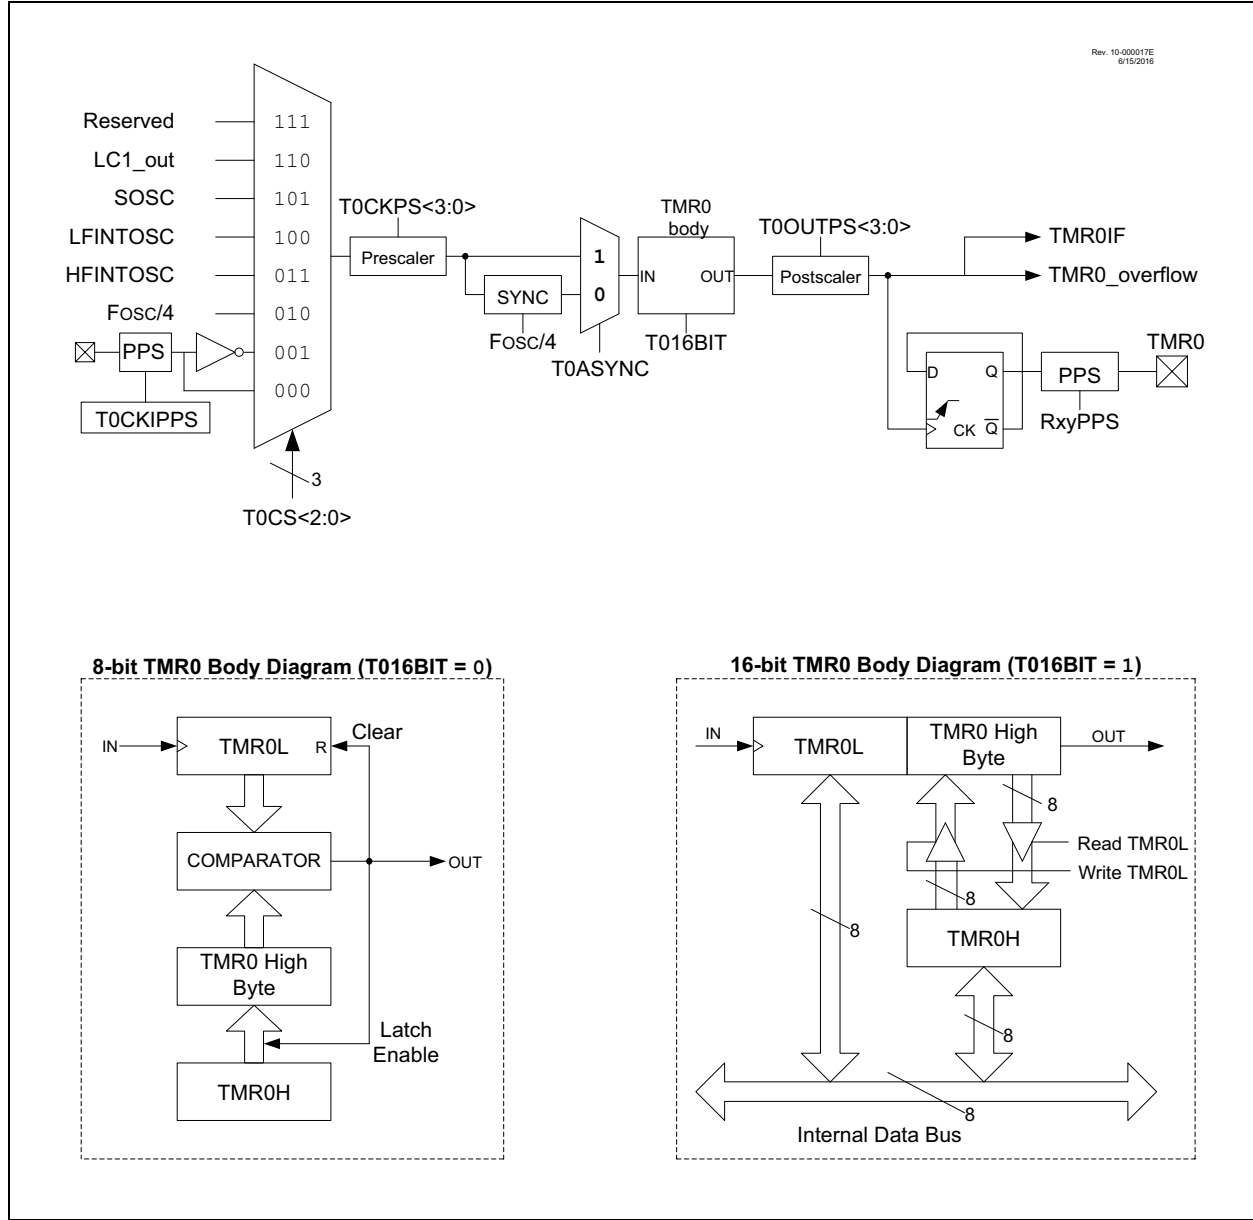 Rev. 10-000017E
6/15/2016
Reserved
111
LC1_out
110
SOSC
101
LFINTOSC
100
HFINTOSC
011
FOSC/4
010
PPS
001
000
T0CKIPPS
3
T0CS<2:0>
T0CKPS<3:0>
Prescaler
SYNC
FOSC/4
1
0
T0ASYNC
TMR0
body
IN
OUT
T016BIT
T0OUTPS<3:0>
Postscaler
TMR0IF
TMR0_overflow
D
Q
CK
Q
PPS
RxyPPS
TMR0
8-bit TMR0 Body Diagram (T016BIT = 0)
IN
TMR0L
R
Clear
COMPARATOR
OUT
TMR0 High
Byte
Latch
Enable
TMR0H
16-bit TMR0 Body Diagram (T016BIT = 1)
IN
TMR0L
TMR0 High
Byte
OUT
8
Read TMR0L
Write TMR0L
8
TMR0H
8
8
8
Internal Data Bus